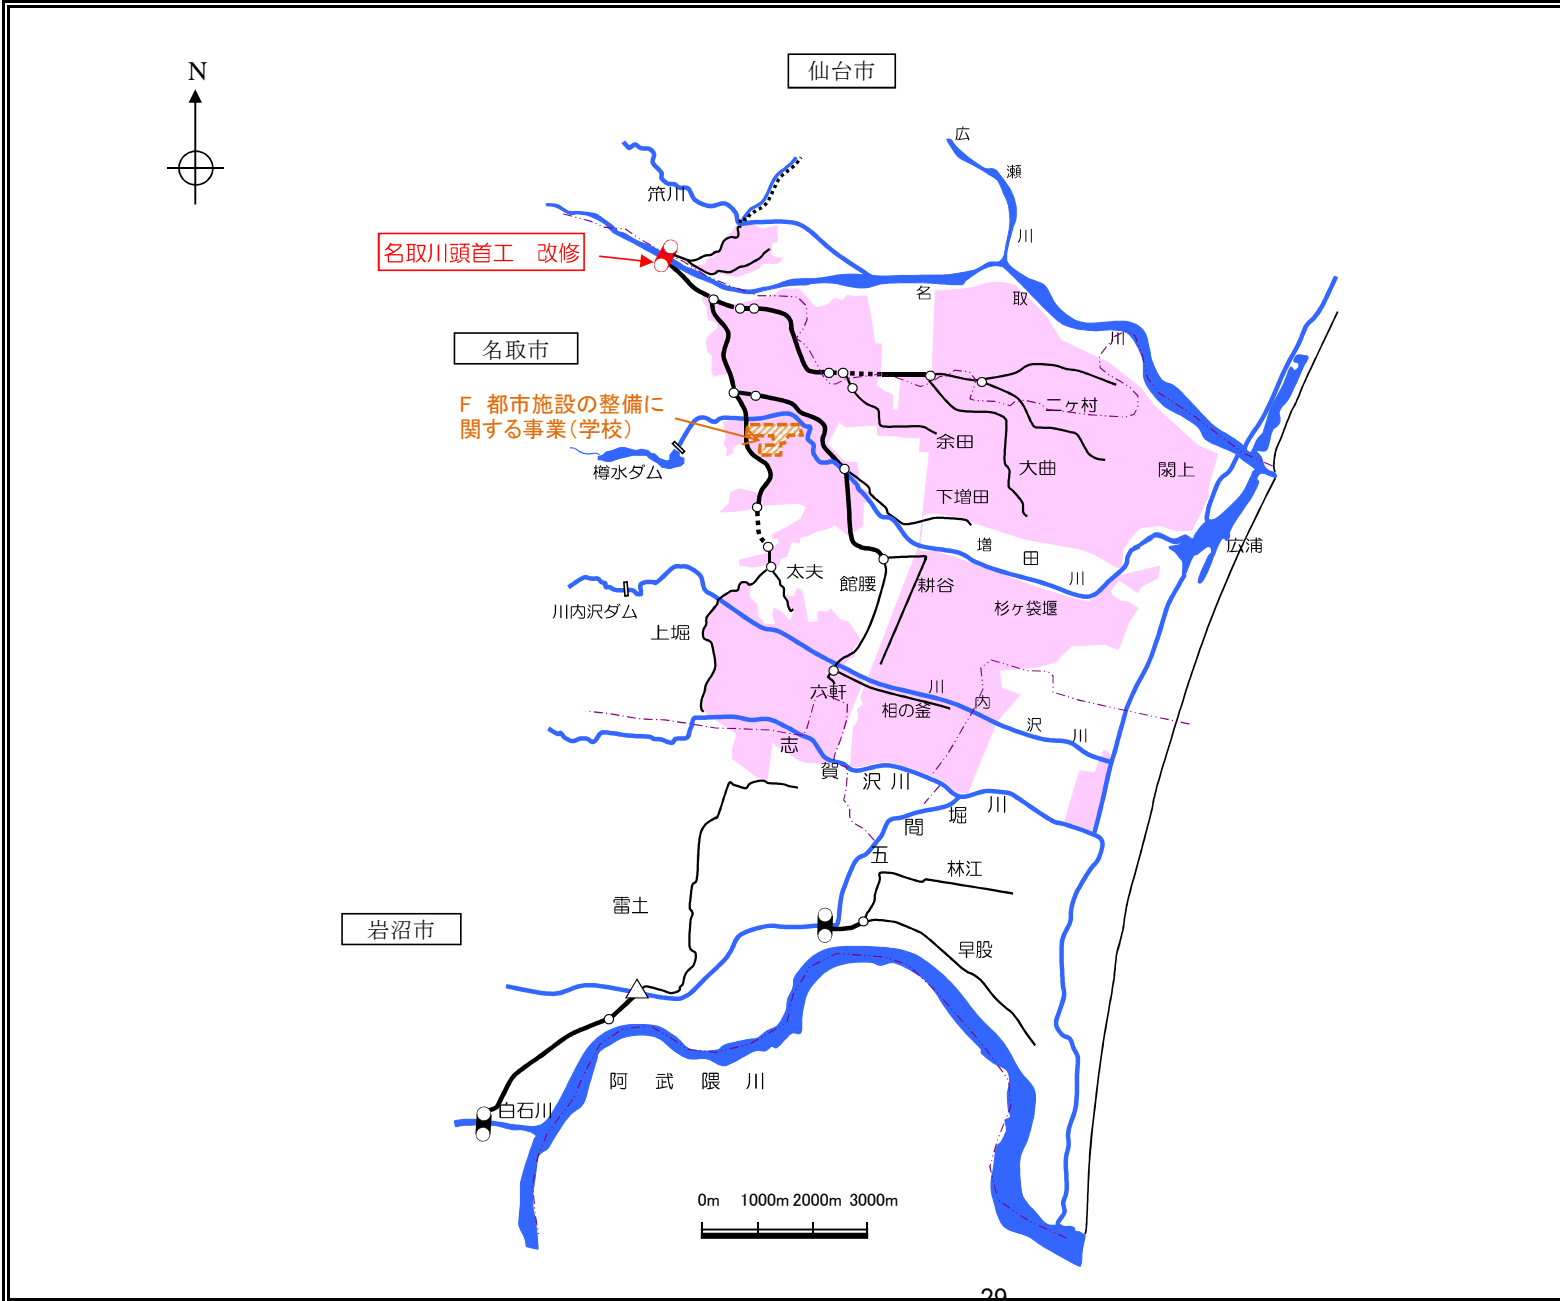 仙台市
N
広
瀬
川
笊川
名取川頭首工　改修
名
取
川
名取市
F　都市施設の整備に
関する事業（学校）
二ヶ村
余田
大曲
閖上
樽水ダム
下増田
増
田
川
広浦
太夫
館腰
耕谷
杉ヶ袋堰
川内沢ダム
上堀
六軒
相の釜
川
内
沢
川
志
賀
沢
川
五
間
堀
川
林江
雷土
岩沼市
早股
阿
武
隈
川
白石川
0m 1000m 2000m 3000m
29